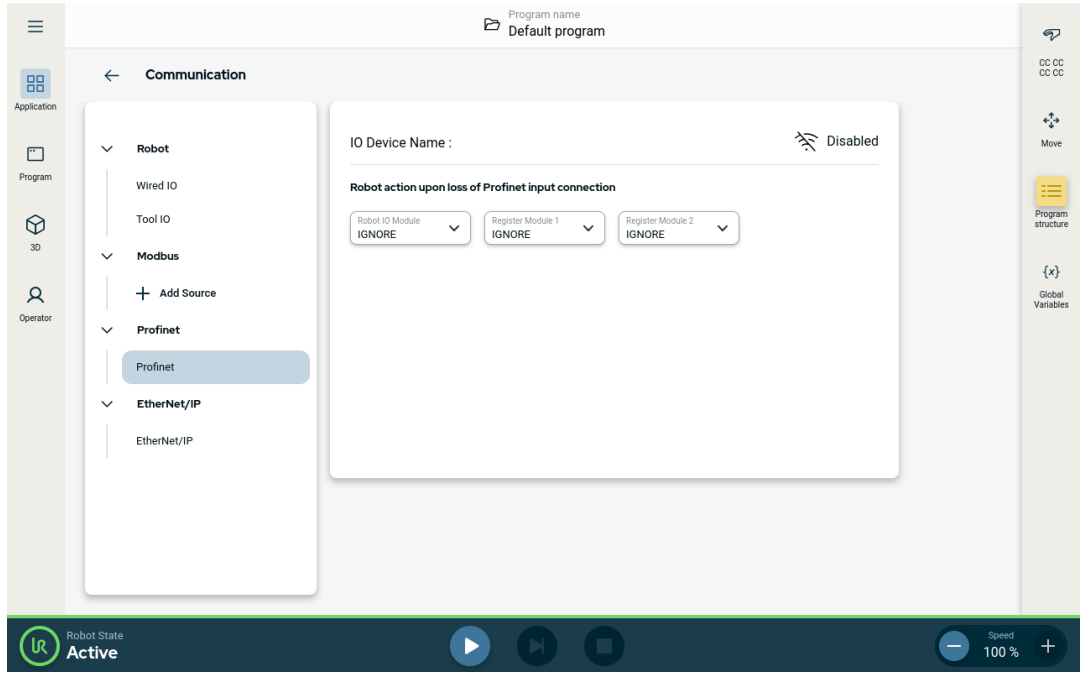 Program name
Default program
Communication
Application
Program
3D
Operator
Robot
Wired IO
Tool IO
Modbus
Add Source
Profinet
Profinet
EtherNet/IP
EtherNet/IP
IO Device Name :
Disabled
Robot action upon loss of Profinet input connection
Robot IO Module
IGNORE
Register Module 1
IGNORE
Register Module 2
IGNORE
CC CC
CC CC
Move
Program
structure
{x}
Global
Variables
UR
Robot State
Active
Speed
100 %